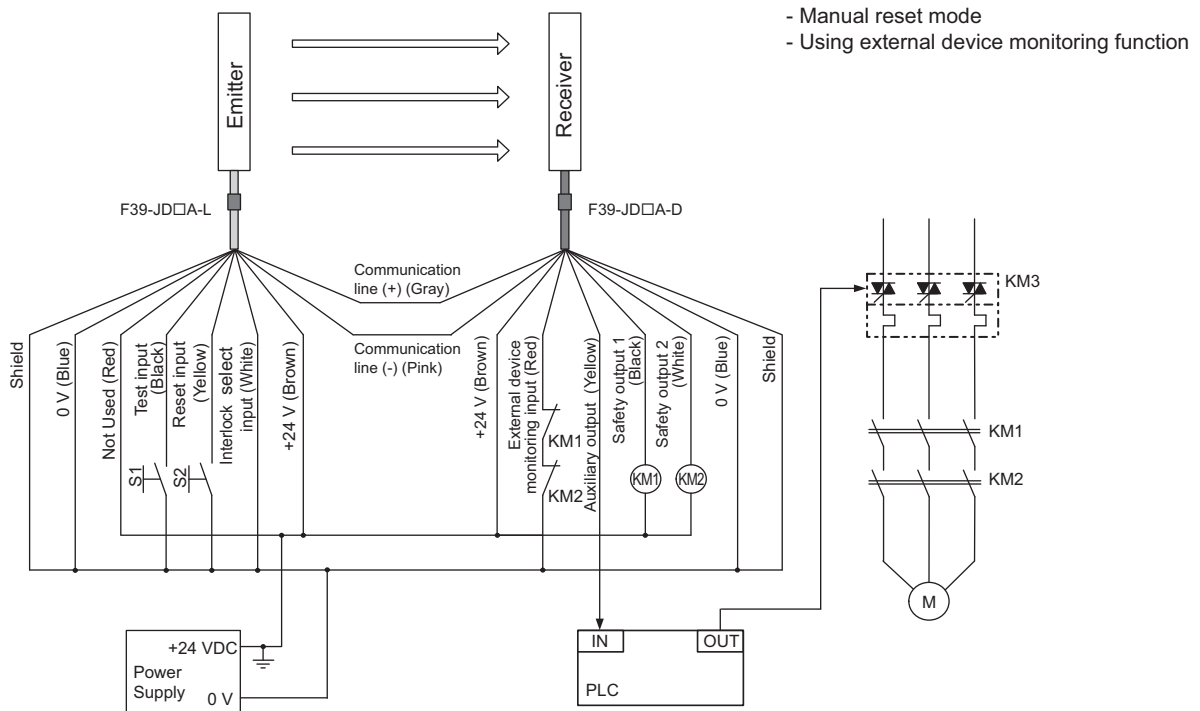 - Manual reset mode
- Using external device monitoring function
Emitter
Receiver
F39-JD□A-L
F39-JD□A-D
Communication
line (+) (Gray)
Communication
line (-) (Pink)
Shield
0 V (Blue)
Not Used (Red)
Test input
(Black)
Reset input
(Yellow)
Interlock select
input (White)
+24 V (Brown)
+24 V (Brown)
External device
monitoring input (Red)
Auxiliary output (Yellow)
Safety output 1
(Black)
Safety output 2
(White)
0 V (Blue)
Shield
S1
S2
KM1
KM2
KM1
KM2
KM3
KM1
KM2
M
+24 VDC
Power
Supply
0 V
IN
OUT
PLC